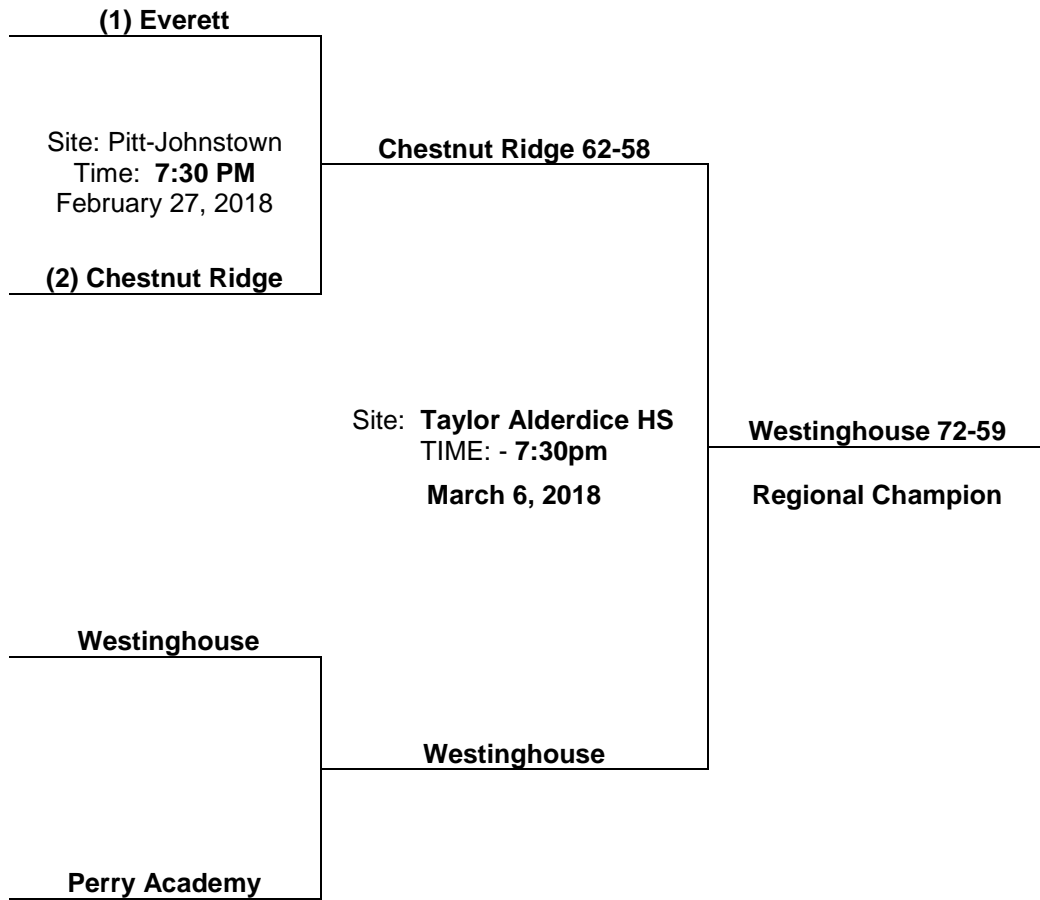 (1) Everett
Site: Pitt-Johnstown
Time: 7:30 PM
February 27, 2018
Chestnut Ridge 62-58
(2) Chestnut Ridge
Site: Taylor Alderdice HS
TIME: - 7:30pm
March 6, 2018
Westinghouse 72-59
Regional Champion
Westinghouse
Westinghouse
Perry Academy